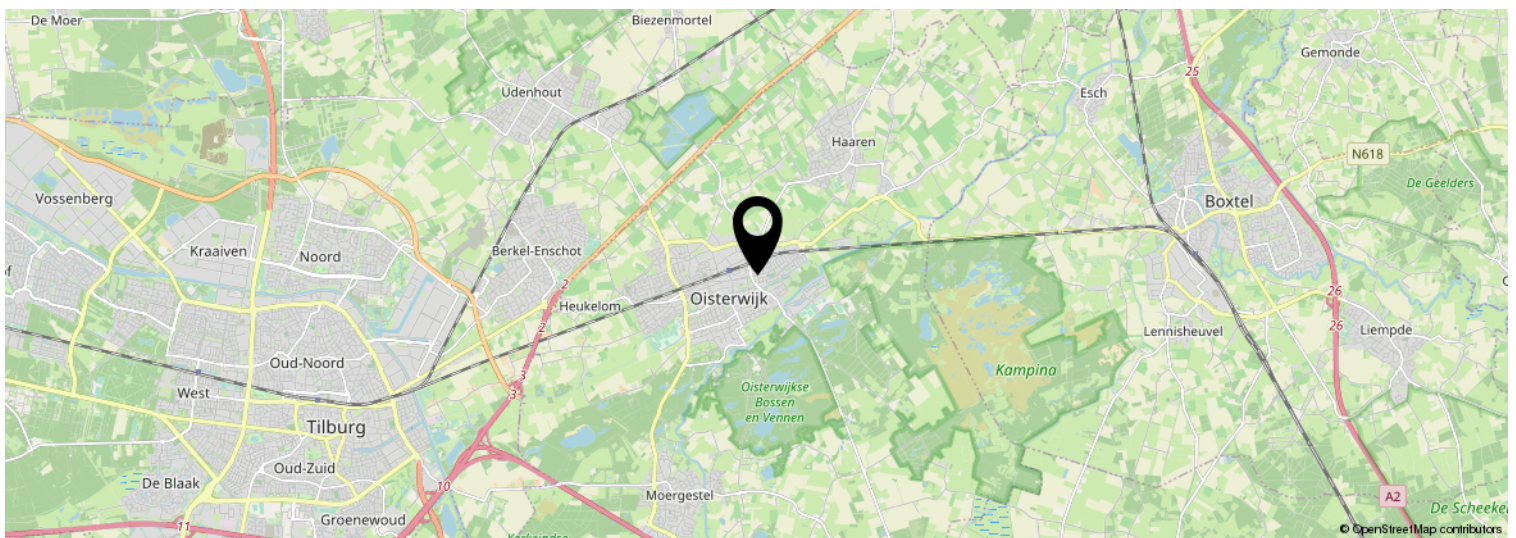 De Moer
Biezenmortel
Gemonde
25
Udenhout
Esch
Haaren
N618
De Geelders
Vossenberg
Boxtel
Kraaiven
Noord
Berkel-Enschot
2
26
Heukelom
Oisterwijk
2
26
Lennisheuvel
Liempde
Oud-Noord
Kampina
3
West
3
Oisterwijkse
Bossen
en Vennen
Tilburg
Oud-Zuid
De Blaak
10
Moergestel
A2
De Scheeke
Groenewoud
11
© OpenStreetMap contributors